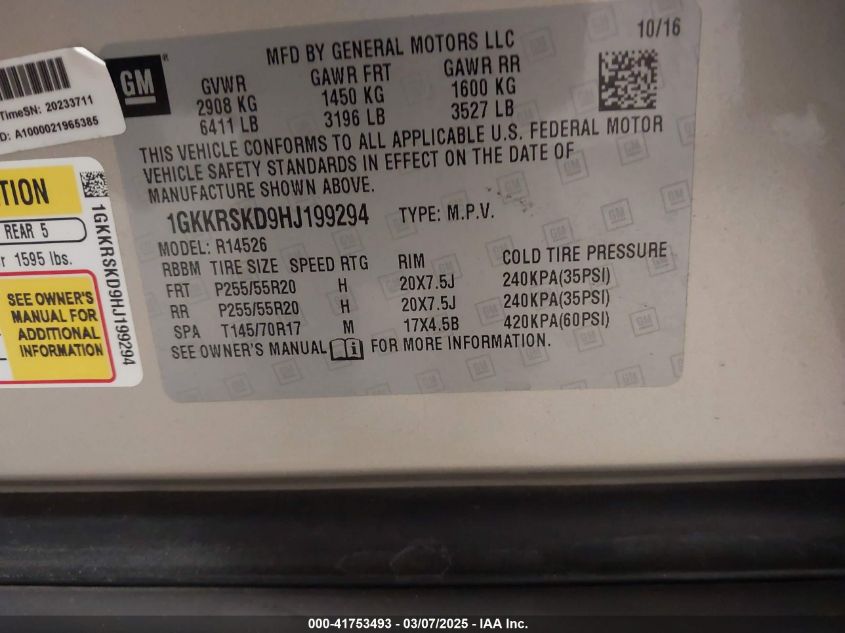 TimeSN: 20233711
D: A1000021965385
TION
REAR 5
r 1595 lbs.
SEE OWNER'S
MANUAL FOR
ADDITIONAL
INFORMATION
1GKKRSKD9HJ199294
GM
MFD BY GENERAL MOTORS LLC
10/16
GVWR GAWR FRT GAWR RR
2908 KG 1450 KG 1600 KG
6411 LB 3196 LB 3527 LB
THIS VEHICLE CONFORMS TO ALL APPLICABLE U.S. FEDERAL MOTOR
VEHICLE SAFETY STANDARDS IN EFFECT ON THE DATE OF
MANUFACTURE SHOWN ABOVE.
1GKKRSKD9HJ199294 TYPE: M.P.V.
MODEL: R14526
RBBM TIRE SIZE SPEED RTG RIM COLD TIRE PRESSURE
FRT P255/55R20 H 20X7.5J 240KPA(35PSI)
RR P255/55R20 H 20X7.5J 240KPA(35PSI)
SPA T145/70R17 M 17X4.5B 420KPA(60PSI)
SEE OWNER'S MANUAL FOR MORE INFORMATION.
000-41753493 - 03/07/2025 - IAA Inc.